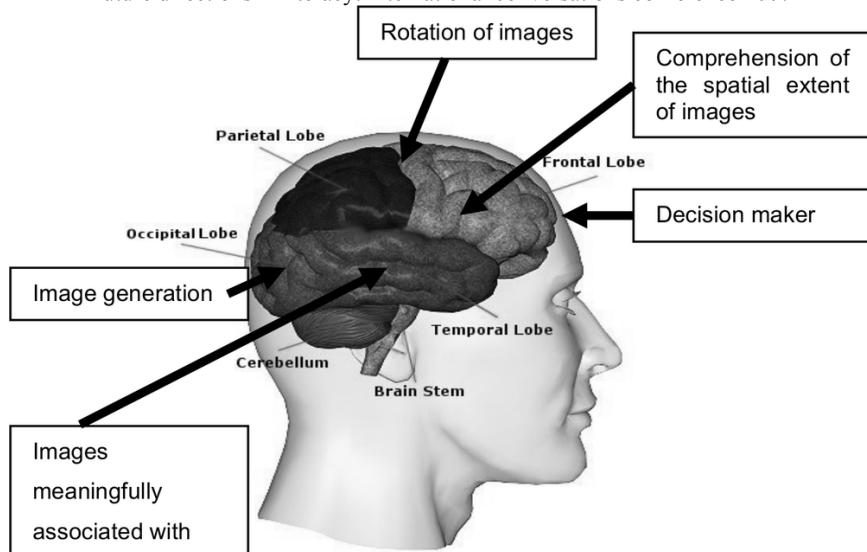 Rotation of images
Comprehension of
the spatial extent
of images
Parietal Lobe
Frontal Lobe
Decision maker
Occipital Lobe
Image generation
Temporal Lobe
Cerebellum
Brain Stem
Images
meaningfully
associated with